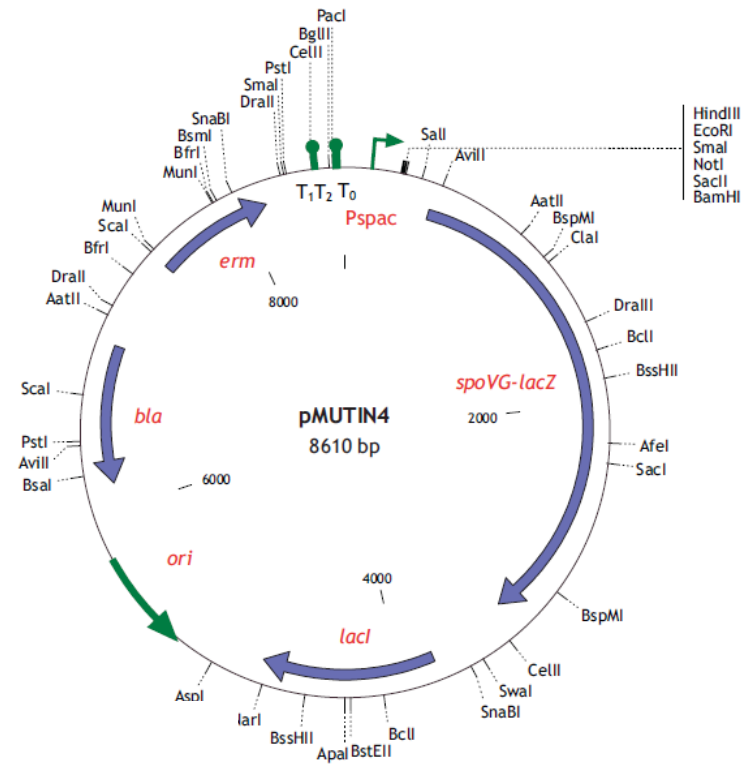 PacI
BglII
CelII
PstI
SmaI
DraII
SnaBI
BsmI
BfrI
MunI
MunI
ScaI
BfrI
DraII
AatII
ScaI
PstI
AviII
BsaI
AspI
NarI
BssHII
ApaI
BstEII
BclI
SnaBI
SwaI
CelII
BspMI
SacI
AfeI
BssHII
BclI
DraIII
ClaI
BspMI
AatII
AviII
SalI
HindIII
EcoRI
SmaI
NotI
SacII
BamHI
T1T2 T0
Pspac
erm
8000
bla
spoVG-lacZ
2000
pMUTIN4
8610 bp
6000
ori
4000
lacI